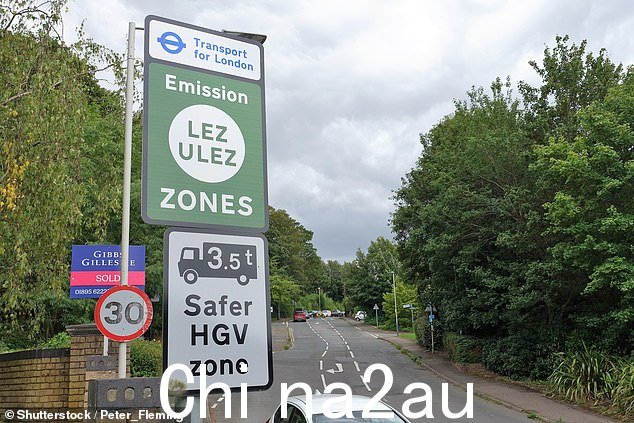 Transport
for London
Emission
LEZ
ULEZ
ZONES
3.5t
Safer
HGV
zone
GIBBS
GILLESPIE
SOLD
30
Chi na2au
© Shutterstock / Peter_Fleming